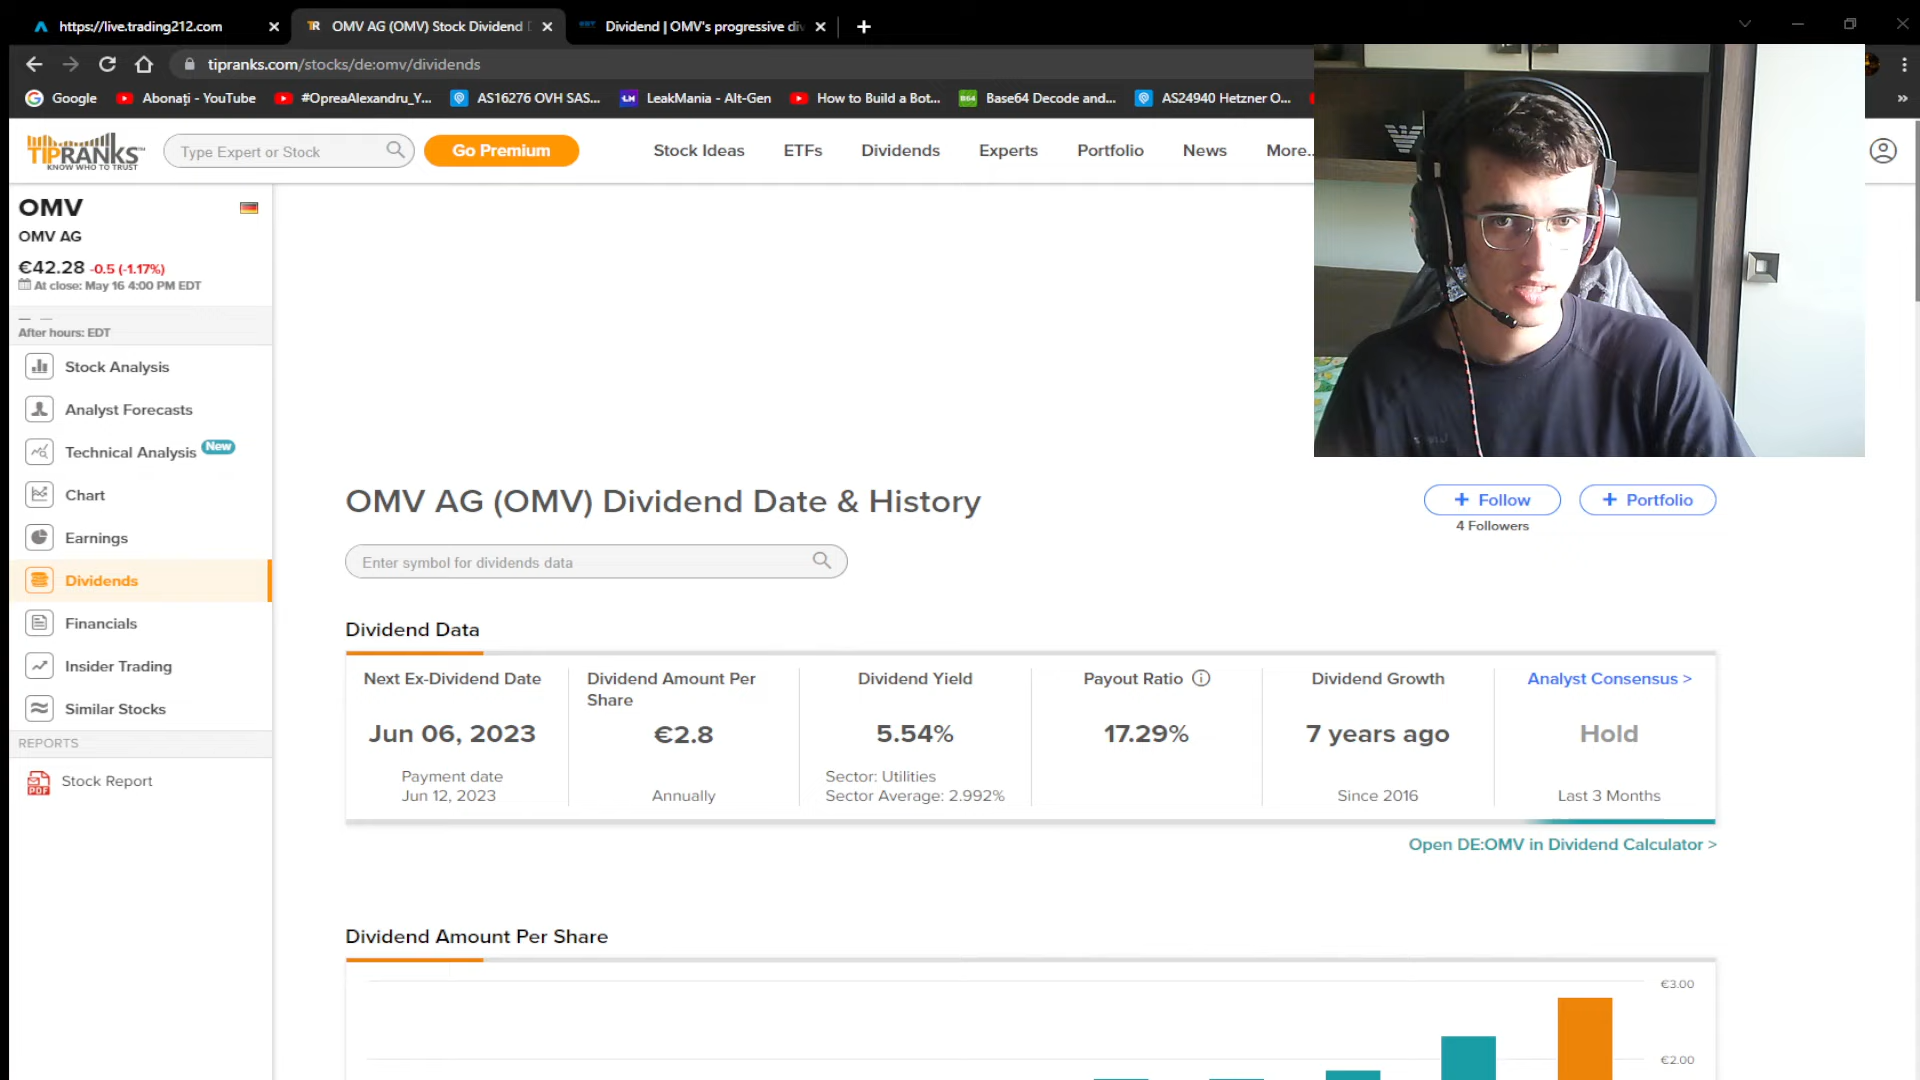 https://live.trading212.com
TR OMV AG (OMV) Stock Dividend
Dividend | OMV's progressive div
tipranks.com/stocks/de:omv/dividends
Google
Abonați - YouTube
#OpreaAlexandru_Y...
AS16276 OVH SAS...
LeakMania - Alt-Gen
How to Build a Bot...
Base64 Decode and...
AS24940 Hetzner O...
TIPRANKS
KNOW WHO TO TRUST
Type Expert or Stock
Go Premium
Stock Ideas
ETFs
Dividends
Experts
Portfolio
News
More...
OMV
OMV AG
€42.28 -0.5 (-1.17%)
At close: May 16 4:00 PM EDT
After hours: EDT
Stock Analysis
Analyst Forecasts
Technical Analysis New
Chart
Earnings
Dividends
Financials
Insider Trading
Similar Stocks
REPORTS
PDF Stock Report
OMV AG (OMV) Dividend Date & History
+ Follow
4 Followers
+ Portfolio
Enter symbol for dividends data
Dividend Data
Next Ex-Dividend Date
Jun 06, 2023
Payment date
Jun 12, 2023
Dividend Amount Per
Share
€2.8
Annually
Dividend Yield
5.54%
Sector: Utilities
Sector Average: 2.992%
Payout Ratio
17.29%
Dividend Growth
7 years ago
Since 2016
Analyst Consensus >
Hold
Last 3 Months
Open DE:OMV in Dividend Calculator >
Dividend Amount Per Share
€3.00
€2.00